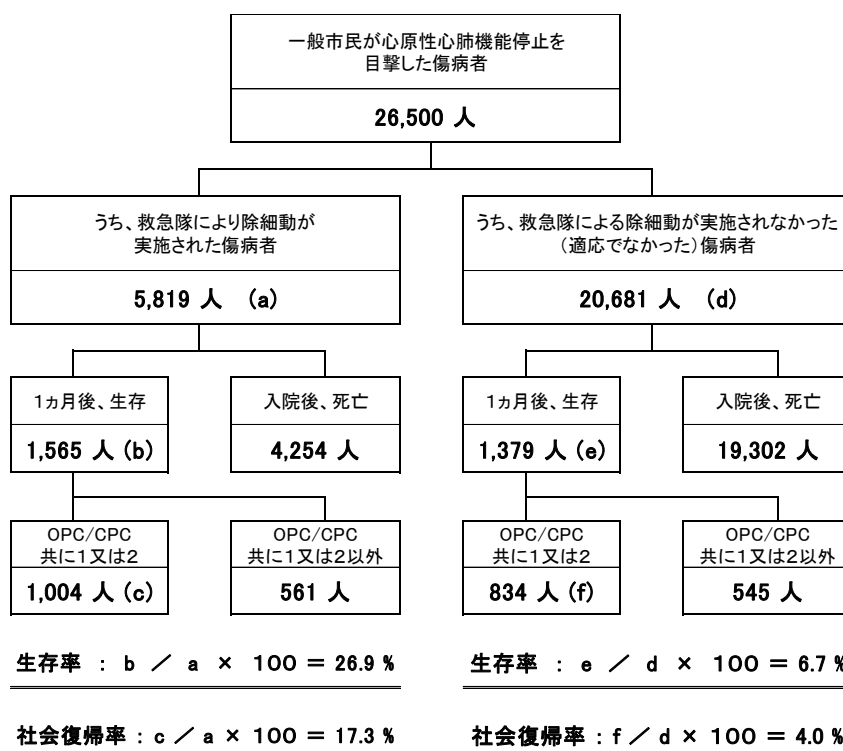 一般市民が心原性心肺機能停止を
目撃した傷病者
26,500 人
うち、救急隊により除細動が
実施された傷病者
5,819 人 (a)
うち、救急隊による除細動が実施されなかった
（適応でなかった）傷病者
20,681 人 (d)
1ヵ月後、生存
1,565 人 (b)
入院後、死亡
4,254 人
1ヵ月後、生存
1,379 人 (e)
入院後、死亡
19,302 人
OPC/CPC
共に1又は2
1,004 人 (c)
OPC/CPC
共に1又は2以外
561 人
OPC/CPC
共に1又は2
834 人 (f)
OPC/CPC
共に1又は2以外
545 人
生存率 : b ／ a × 100 = 26.9 %
生存率 : e ／ d × 100 = 6.7 %
社会復帰率 : c ／ a × 100 = 17.3 %
社会復帰率 : f ／ d × 100 = 4.0 %